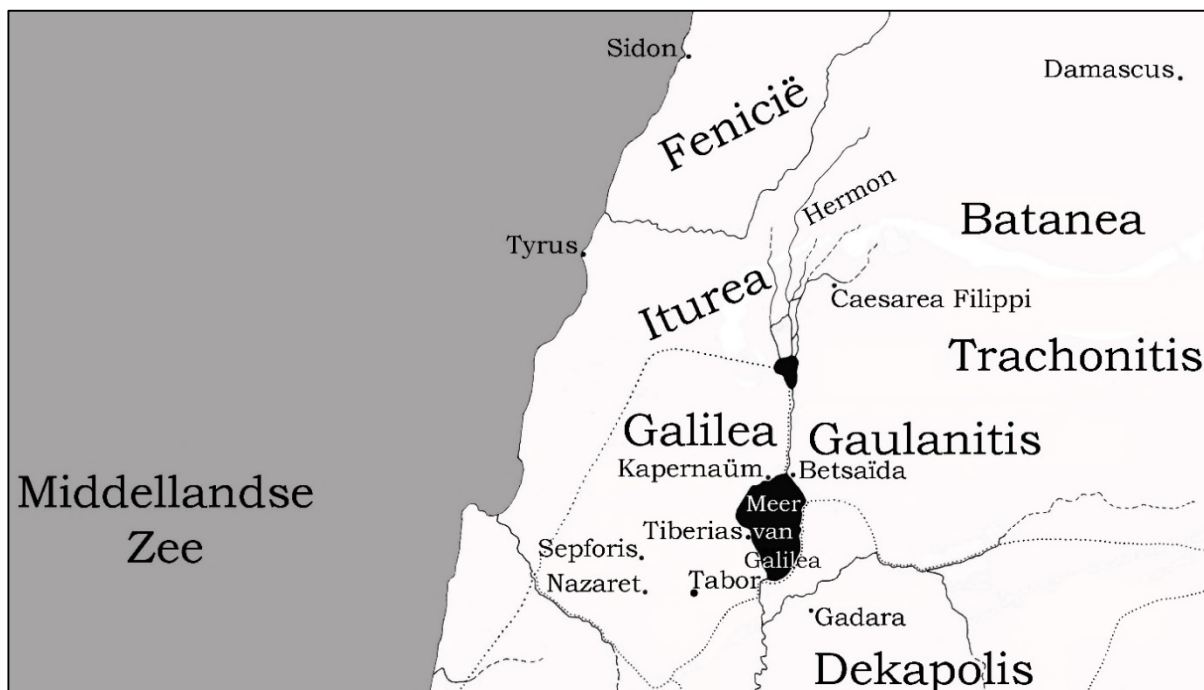 Sidon
Damascus
Fenicië
Hermon
Batanea
Tyrus
Iturea
Caesarea Filippi
Trachonitis
Galilea
Gaulanitis
Kapernaüm
Betsaïda
Middellandse
Zee
Meer
van
Galilea
Tiberias
Sepforis
Nazaret
Tabor
Gadara
Dekapolis